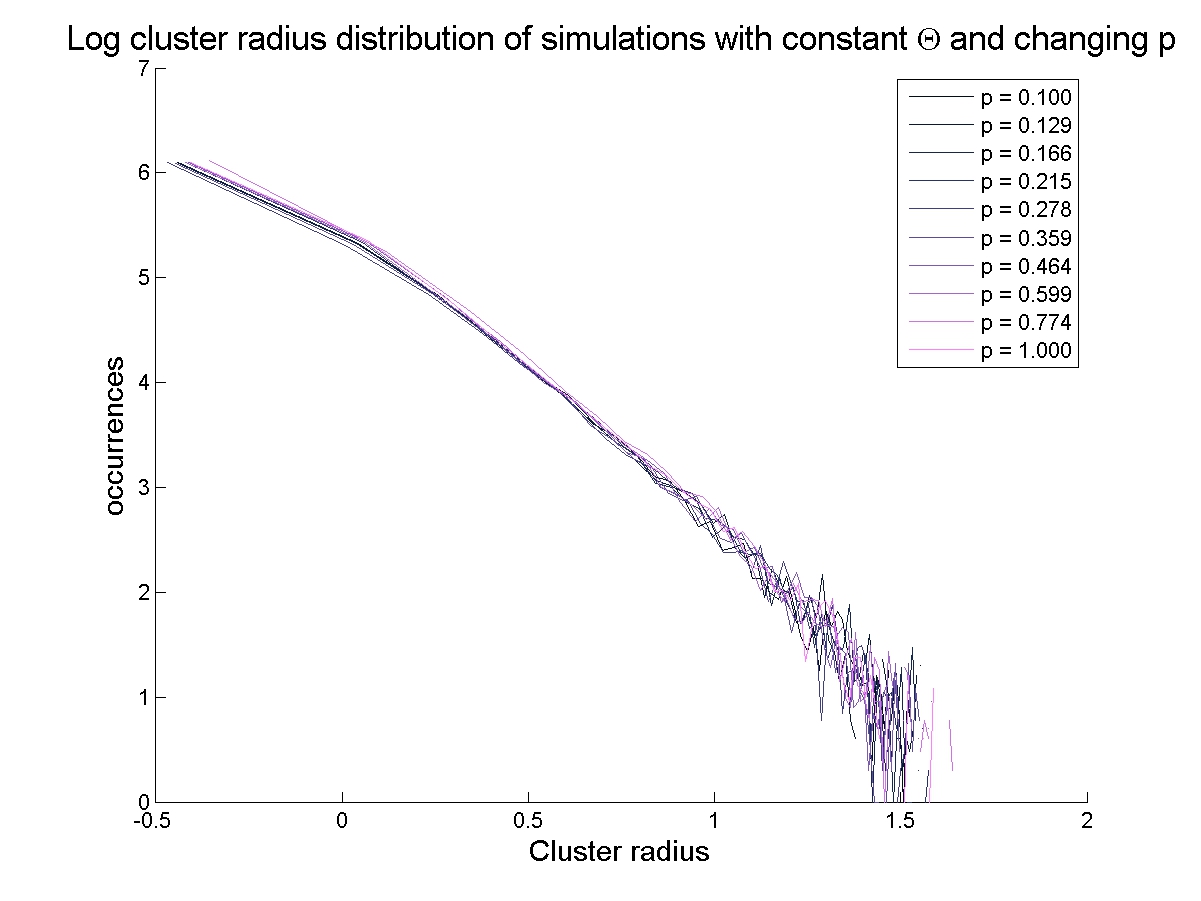 Log cluster radius distribution of simulations with constant Θ and changing p
7
6
5
4
3
2
1
0
occurrences
-0.5
0
0.5
1
1.5
2
Cluster radius
p = 0.100
p = 0.129
p = 0.166
p = 0.215
p = 0.278
p = 0.359
p = 0.464
p = 0.599
p = 0.774
p = 1.000